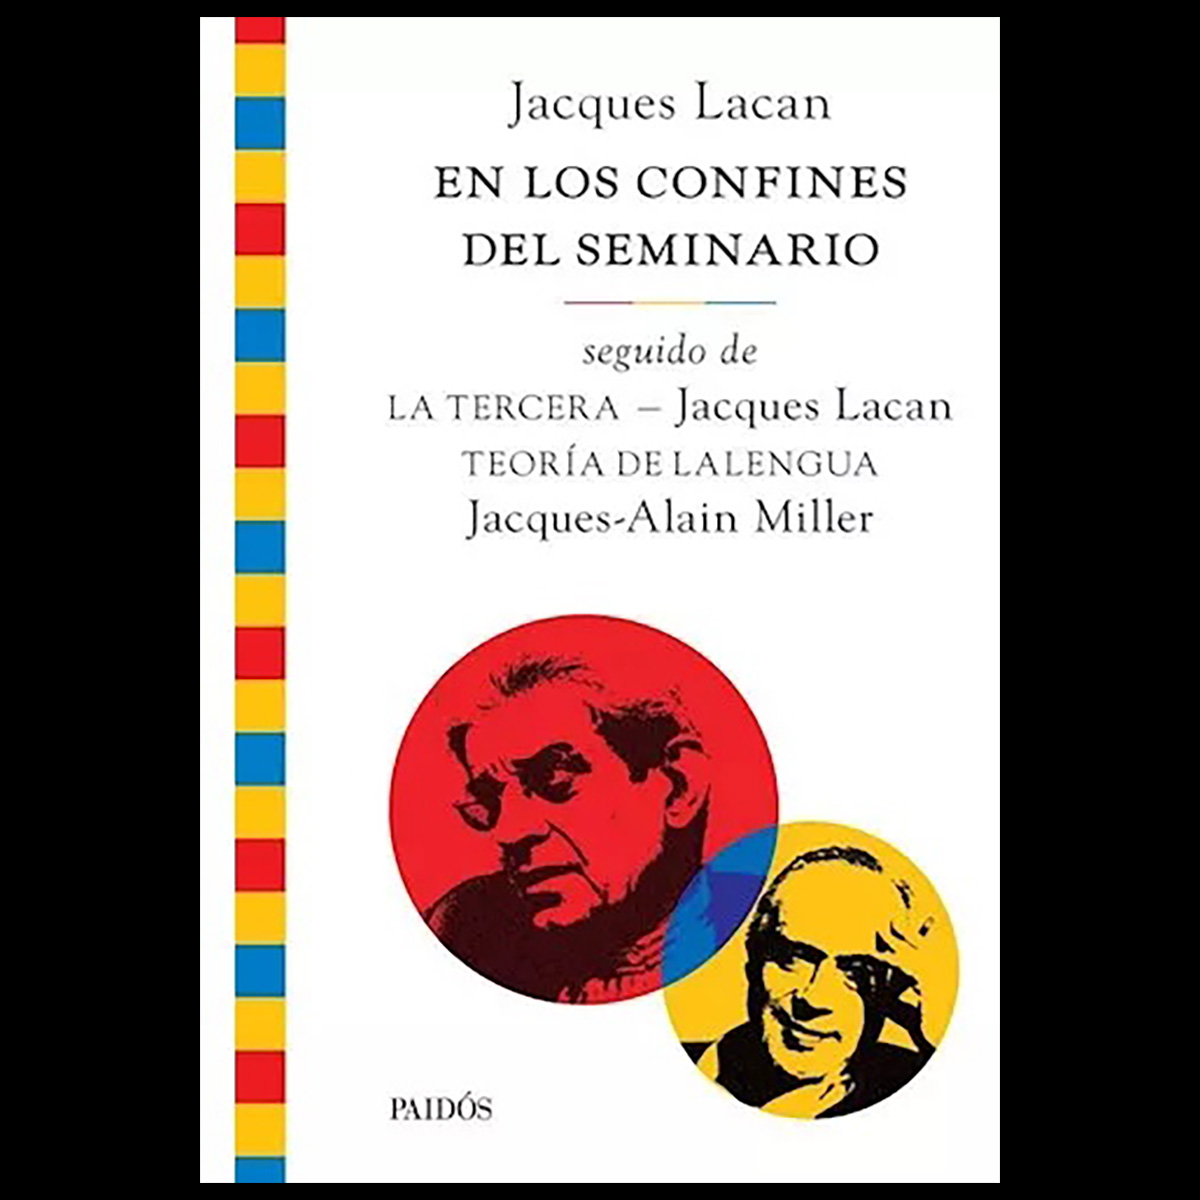 Jacques Lacan
EN LOS CONFINES
DEL SEMINARIO
seguido de
LA TERCERA – Jacques Lacan
TEORÍA DE LALENGUA
Jacques-Alain Miller
PAIDÓS